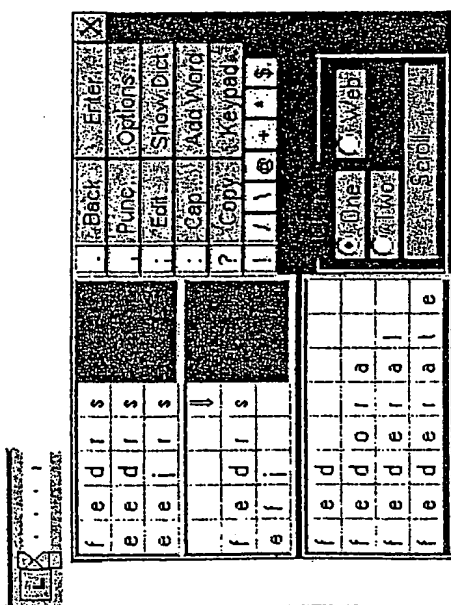 L
f e d r s
e e d r s
e e j r s
⇒
f e d r s
e f j
f e d
f e d o r a
f e d e r a l
f e d e r a t e
. Back Enter X
, Punc Options
: Edit Show Dict
; Cap Add Word
? Copy Keypad
! / \ @ + * $
One Web
Two
Scroll